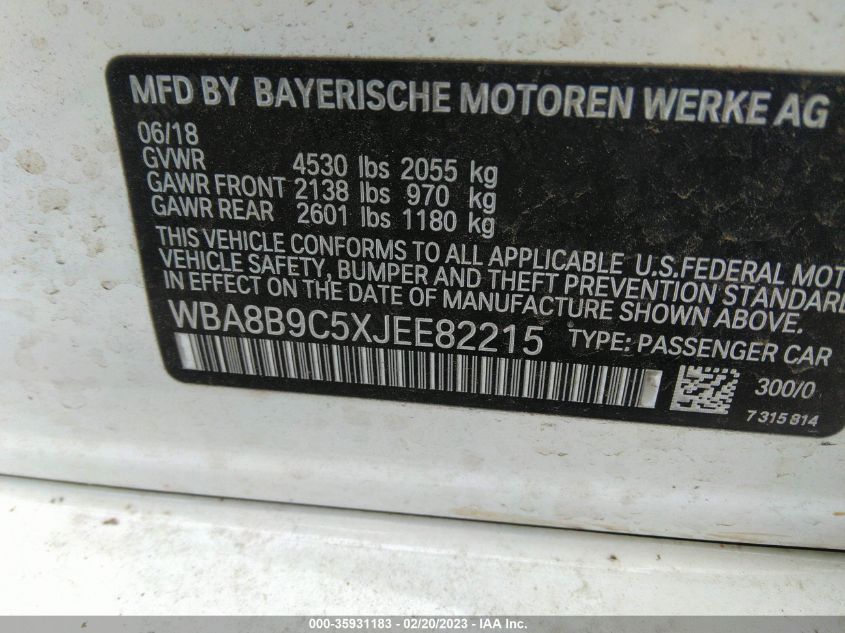 MFD BY BAYERISCHE MOTOREN WERKE AG
06/18
GVWR 4530 lbs 2055 kg
GAWR FRONT 2138 lbs 970 kg
GAWR REAR 2601 lbs 1180 kg
THIS VEHICLE CONFORMS TO ALL APPLICABLE U.S.FEDERAL MOT
VEHICLE SAFETY, BUMPER AND THEFT PREVENTION STANDARD
IN EFFECT ON THE DATE OF MANUFACTURE SHOWN ABOVE.
WBA8B9C5XJEE82215 TYPE: PASSENGER CAR
300/0
7 315 814
000-35931183 - 02/20/2023 - IAA Inc.